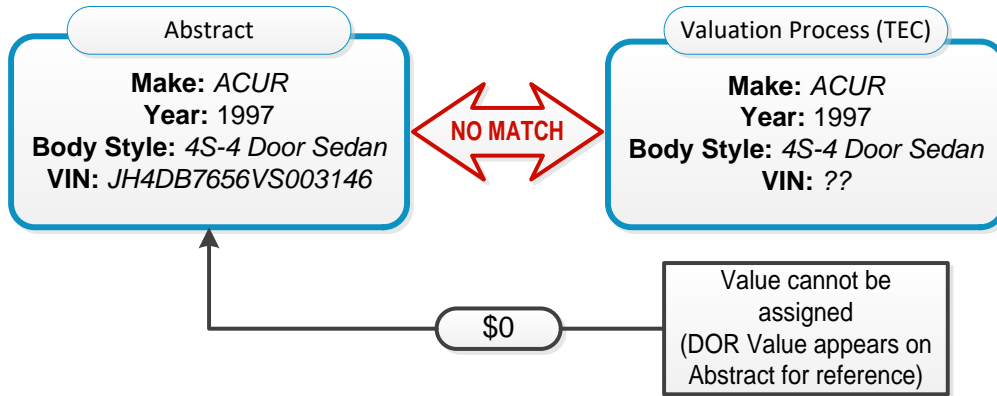 Abstract
Make: ACUR
Year: 1997
Body Style: 4S-4 Door Sedan
VIN: JH4DB7656VS003146
NO MATCH
Valuation Process (TEC)
Make: ACUR
Year: 1997
Body Style: 4S-4 Door Sedan
VIN: ??
$0
Value cannot be
assigned
(DOR Value appears on
Abstract for reference)